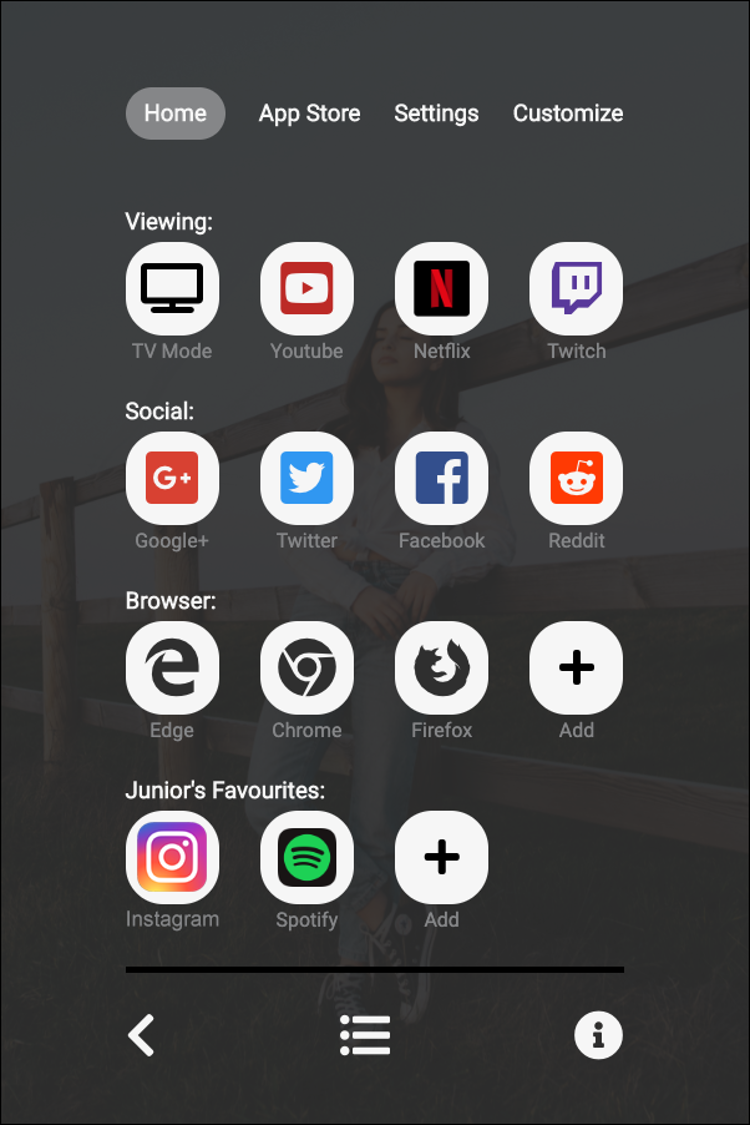 Home App Store Settings Customize
Viewing:
TV Mode Youtube Netflix Twitch
Social:
G+
Google+ Twitter Facebook Reddit
Browser:
Edge Chrome Firefox Add
Junior's Favourites:
Instagram Spotify Add